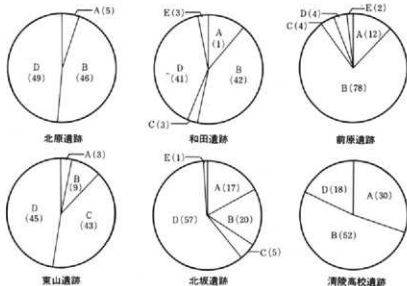 A(5)
D
(49)
B
(46)
北原遺跡
E(3)
A
(1)
D
(41)
B
(42)
C(3)
和田遺跡
E(2)
D(4)
C(4)
A(12)
B(78)
前原遺跡
A(3)
B
(9)
D
(45)
C
(43)
東山遺跡
E(1)
A(17)
D(57)
B(20)
C(5)
北坂遺跡
D(18)
A(30)
B(52)
清陵高校遺跡